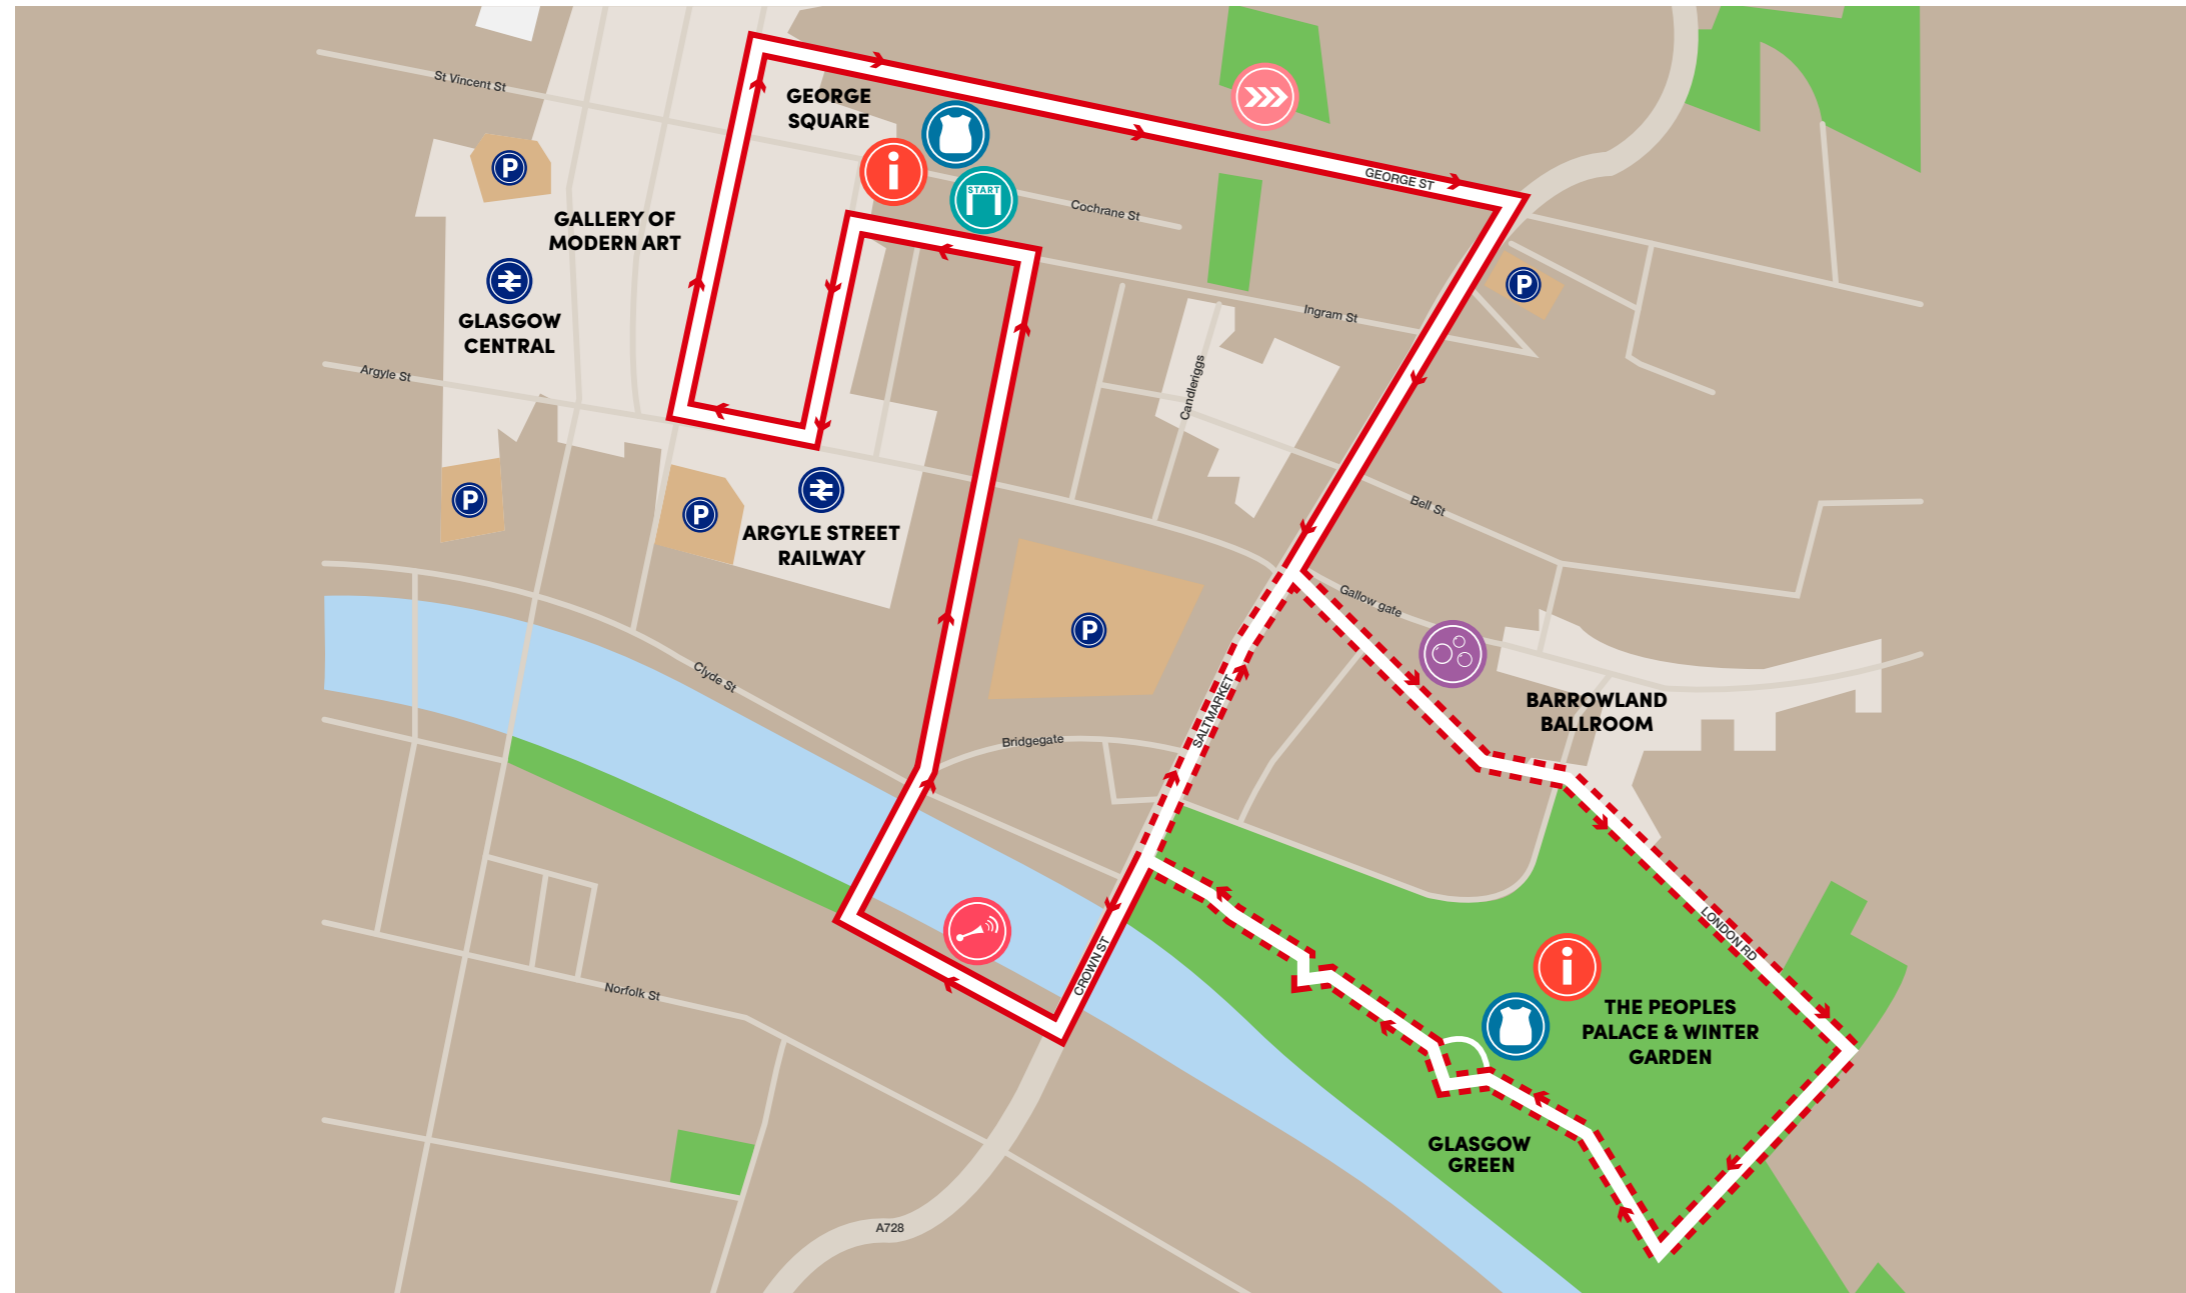 St Vincent St
GEORGE
SQUARE
START
GEORGE ST
Cochrane St
GALLERY OF
MODERN ART
P
P
GLASGOW
CENTRAL
Ingram St
Argyle St
Candleriggs
P
P
Bell St
ARGYLE STREET
RAILWAY
Gallow gate
P
Clyde St
SALTMARKET
BARROWLAND
BALLROOM
Bridgegate
LONDON RD
CROWN ST
i
i
Norfolk St
THE PEOPLES
PALACE & WINTER
GARDEN
GLASGOW
GREEN
A728